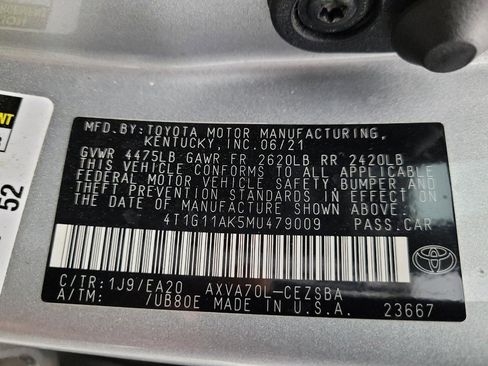 MFD.BY:TOYOTA MOTOR MANUFACTURING,
KENTUCKY, INC.06/21
GVWR 4475LB GAWR FR 2620LB RR 2420LB
THIS VEHICLE CONFORMS TO ALL APPLICABLE
FEDERAL MOTOR VEHICLE SAFETY,BUMPER,AND
THEFT PREVENTION STANDARDS IN EFFECT ON
THE DATE OF MANUFACTURE SHOWN ABOVE.
4T1G11AK5MU479009 PASS.CAR
C/TR:1J9/EA20 AXVA70L-CEZSBA
A/TM: /UB80E MADE IN U.S.A. 23667
52